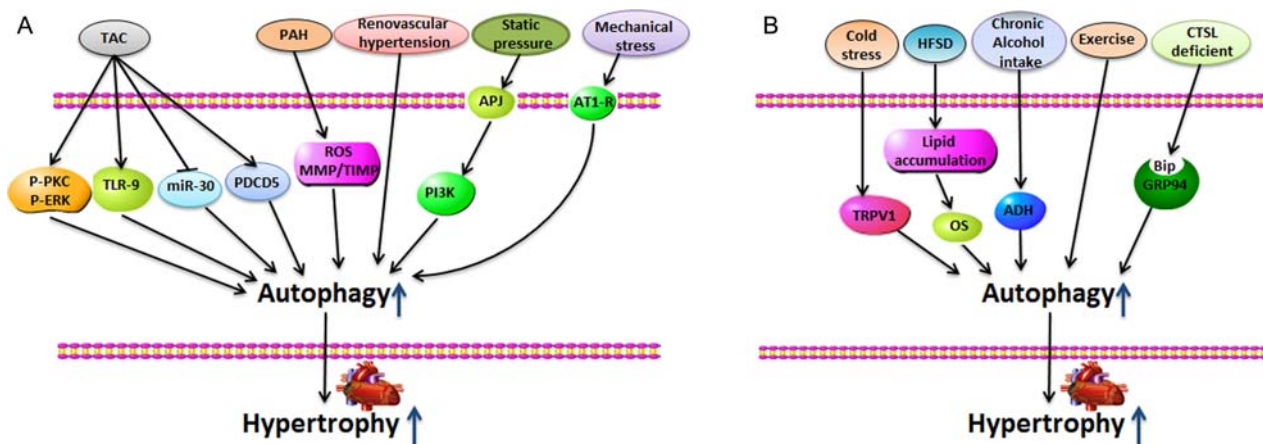 A
TAC
PAH
Renovascular
hypertension
Static
pressure
Mechanical
stress
APJ
AT1-R
P-PKC
P-ERK
TLR-9
miR-30
PDCD5
ROS
MMP/TIMP
PI3K
Autophagy
Hypertrophy
B
Cold
stress
HFSD
Chronic
Alcohol
intake
Exercise
CTSL
deficient
Lipid
accumulation
Bip
GRP94
TRPV1
OS
ADH
Autophagy
Hypertrophy